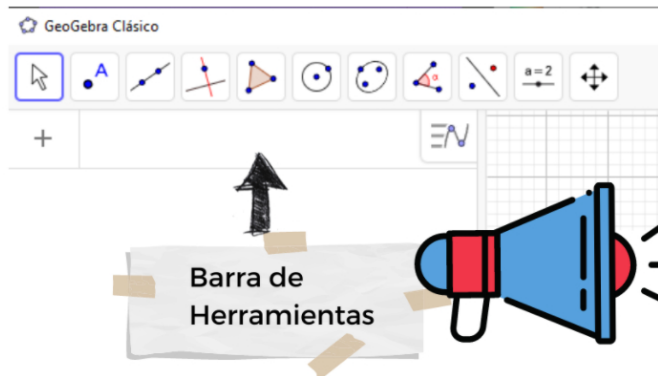 GeoGebra Clásico
A
α
a=2
+
Barra de
Herramientas